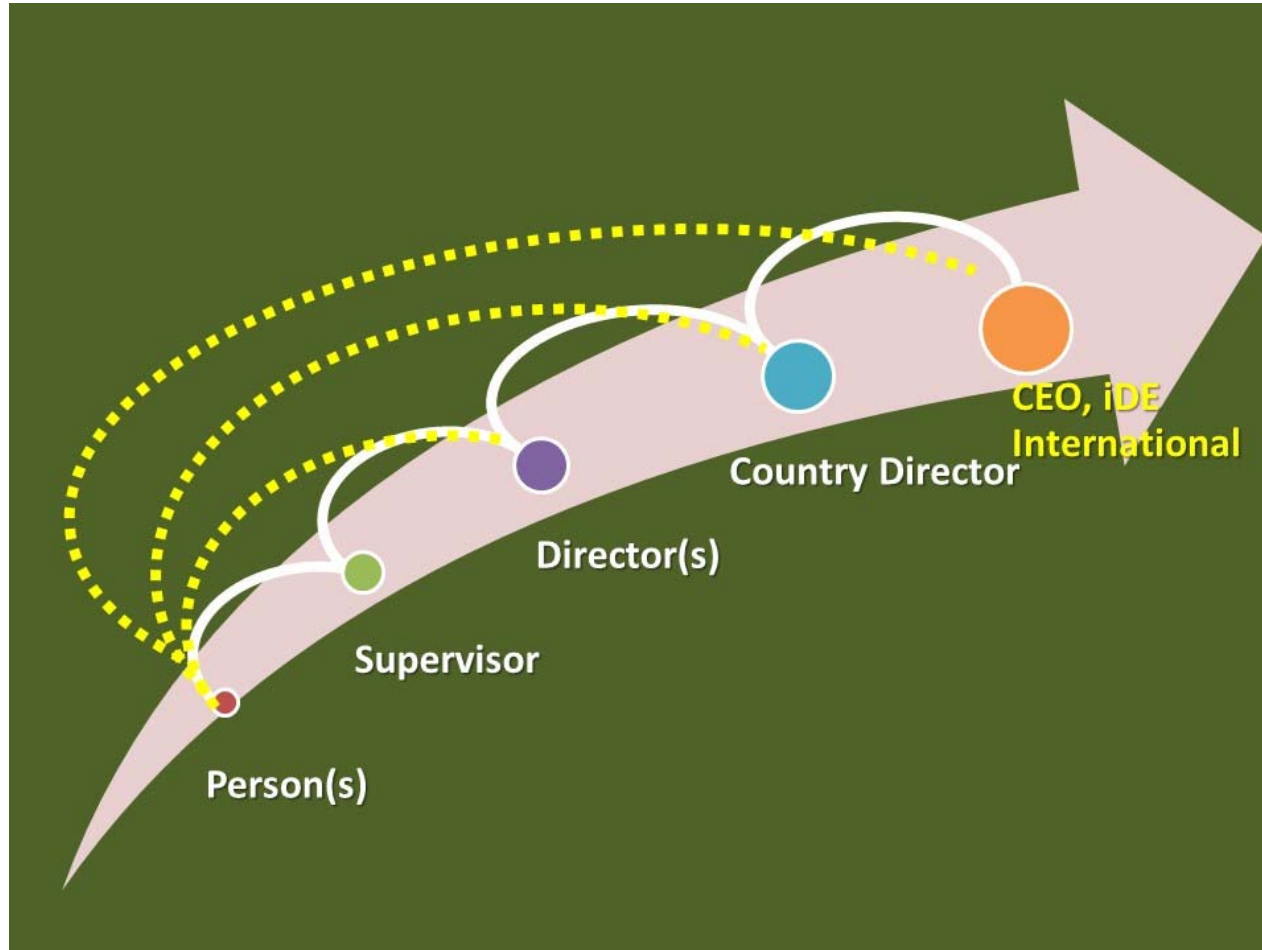 CEO, iDE
International
Country Director
Director(s)
Supervisor
Person(s)